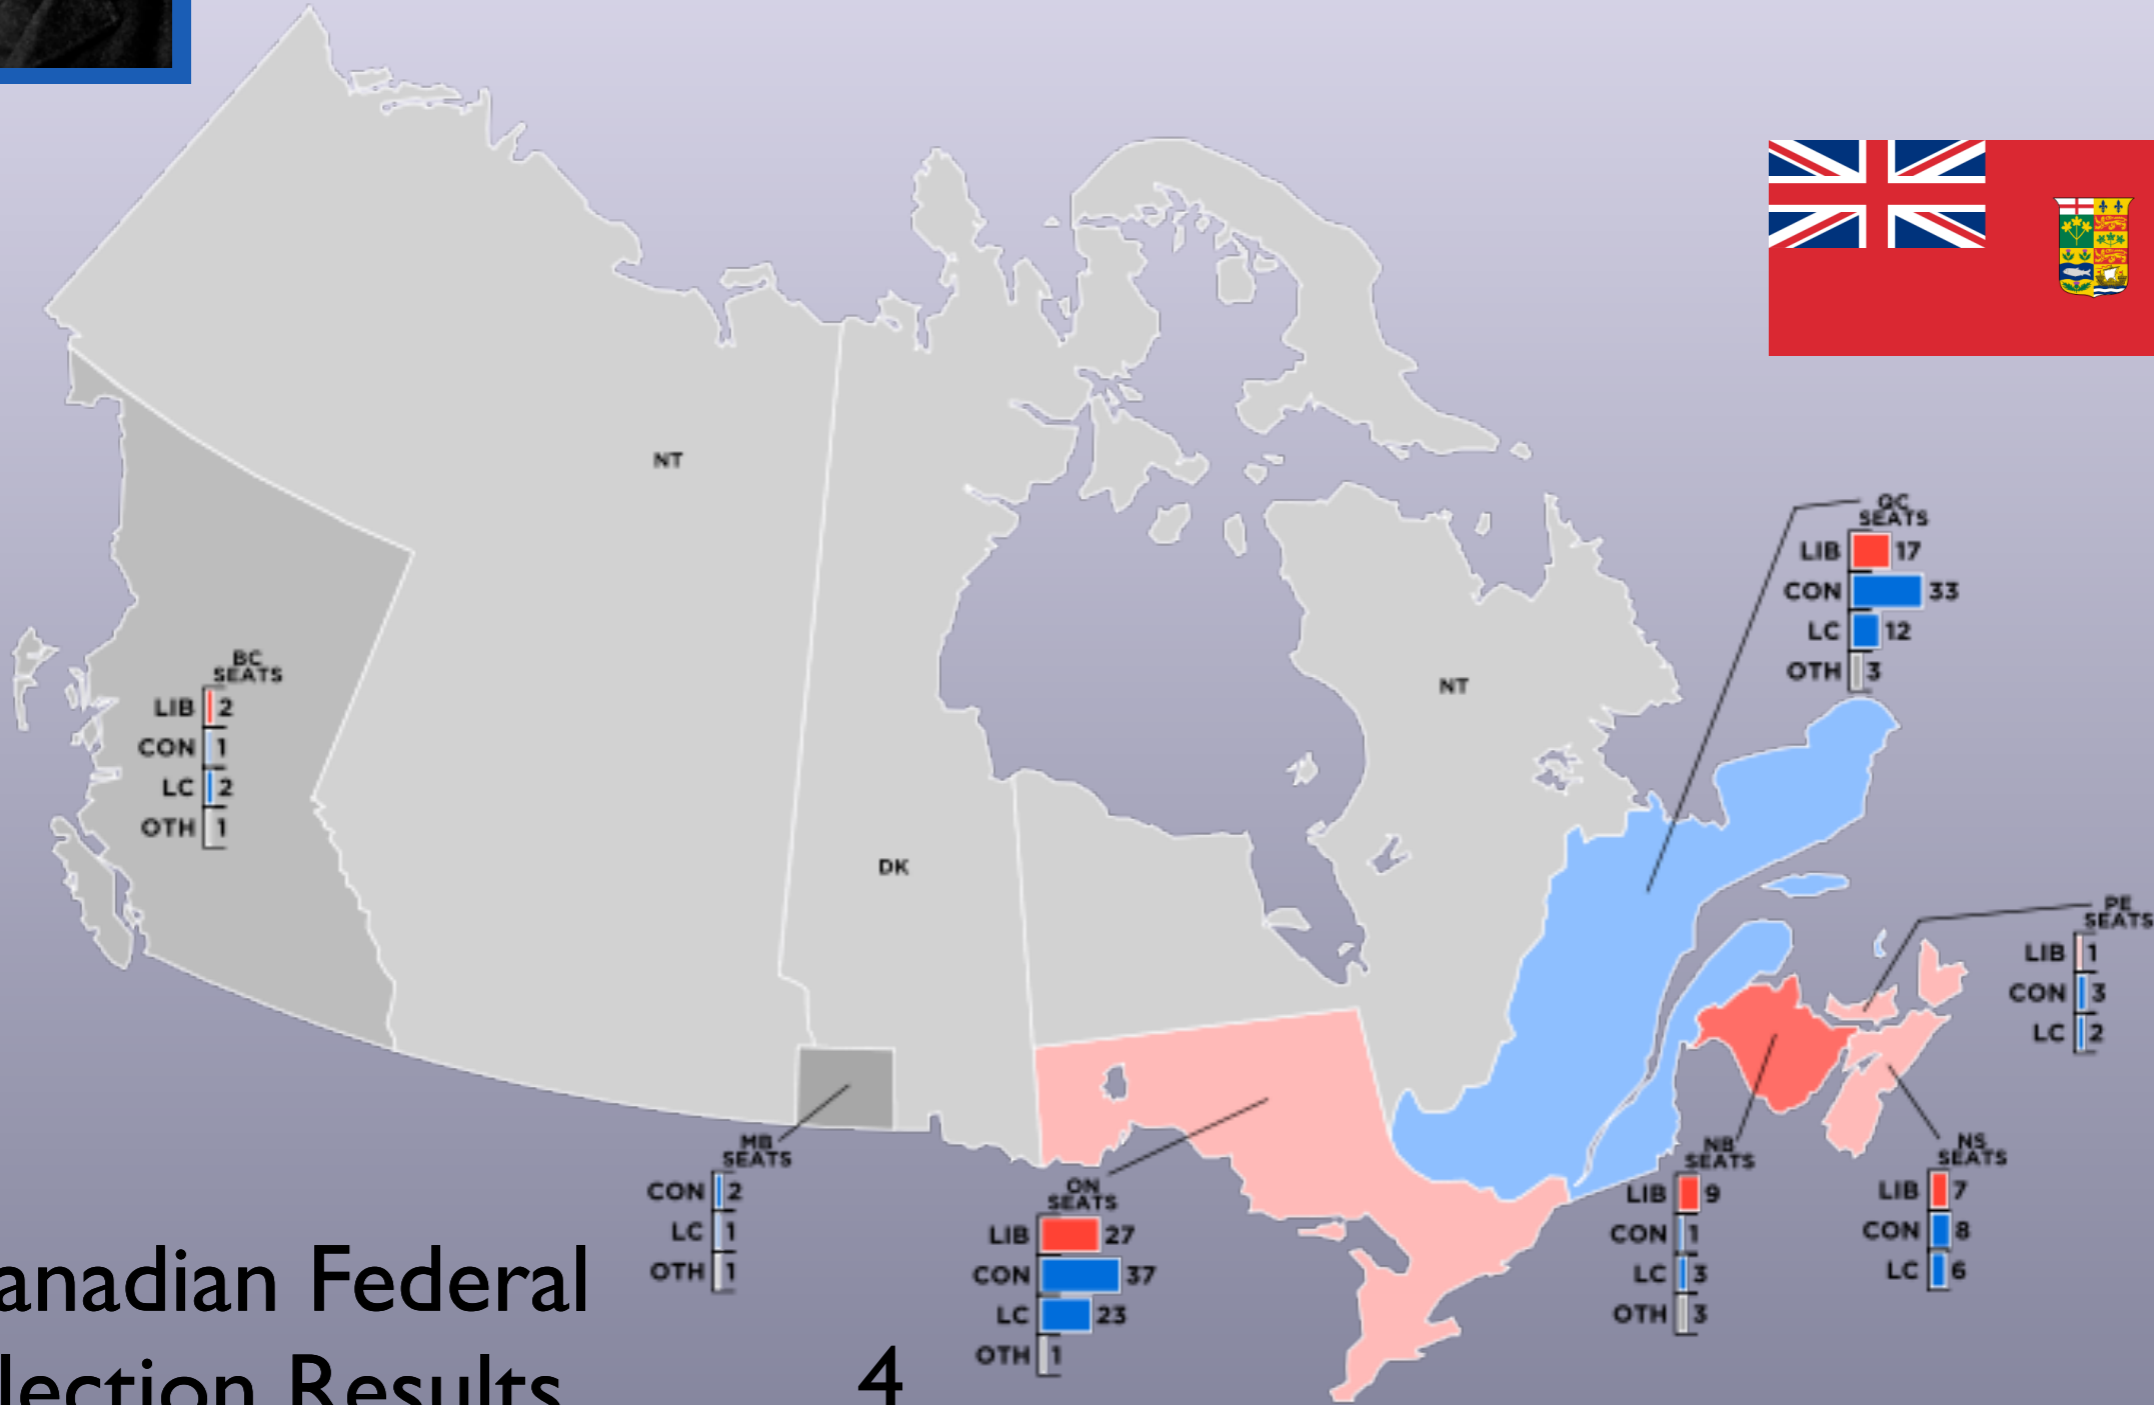 NT
QC
SEATS
LIB 17
CON 33
LC 12
OTH 3
BC
SEATS
LIB 2
CON 1
LC 2
OTH 1
NT
DK
PE
SEATS
LIB 1
CON 3
LC 2
MB
SEATS
CON 2
LC 1
OTH 1
ON
SEATS
LIB 27
CON 37
LC 23
OTH 1
NB
SEATS
LIB 9
CON 1
LC 3
OTH 3
NS
SEATS
LIB 7
CON 8
LC 6
anadian Federal
lection Results
4